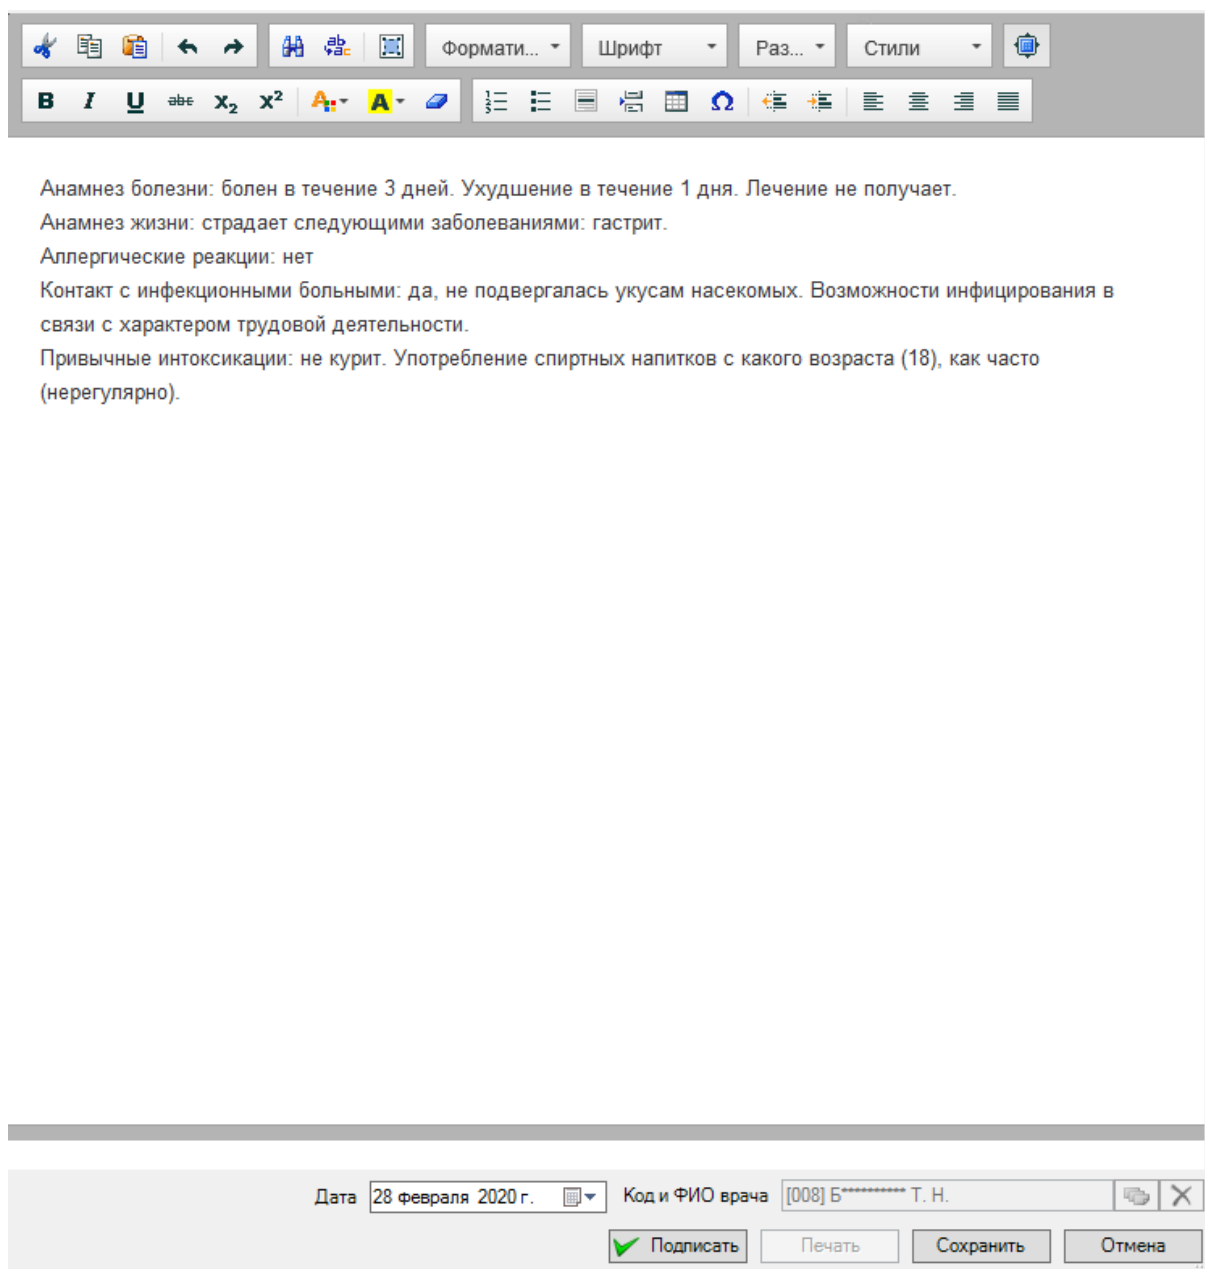 Формати...
Шрифт
Раз...
Стили
B I U abc X₂ X² A A Ω
Анамнез болезни: болен в течение 3 дней. Ухудшение в течение 1 дня. Лечение не получает.
Анамнез жизни: страдает следующими заболеваниями: гастрит.
Аллергические реакции: нет
Контакт с инфекционными больными: да, не подвергалась укусам насекомых. Возможности инфицирования в
связи с характером трудовой деятельности.
Привычные интоксикации: не курит. Употребление спиртных напитков с какого возраста (18), как часто
(нерегулярно).
Дата 28 февраля 2020 г. Код и ФИО врача [008] Б********** Т. Н.
Подписать Печать Сохранить Отмена